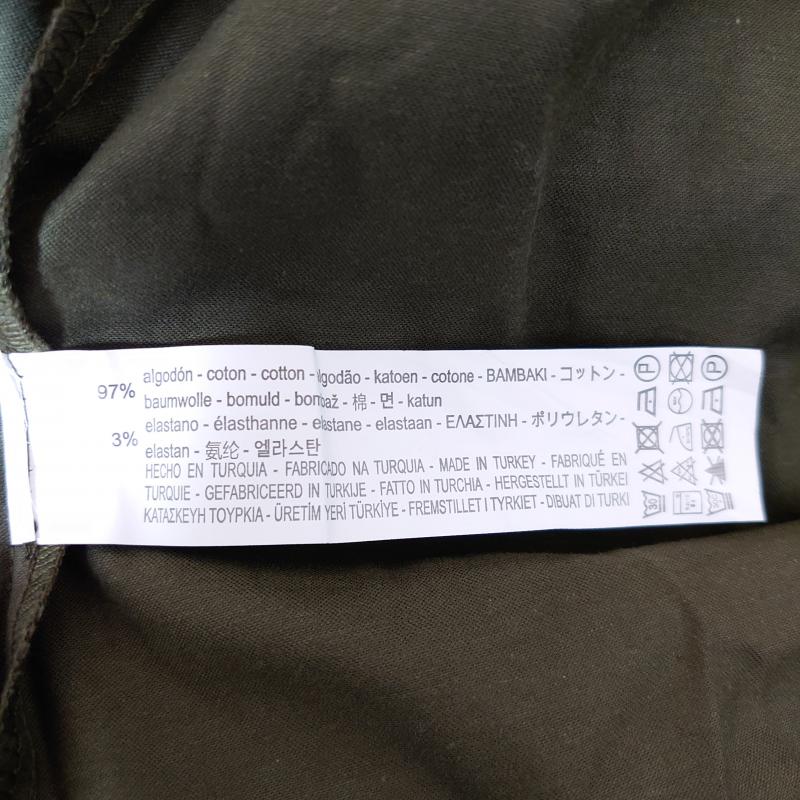 97% algodón - coton - cotton - algodão - katoen - cotone - ΒΑΜΒΑΚΙ - コットン -
baumwolle - bomuld - bombaž - 棉 - 면 - katun
3% elastano - élasthanne - elastane - elastaan - ΕΛΑΣΤΙΝΗ - ポリウレタン -
elastan - 氨纶 - 엘라스탄
HECHO EN TURQUIA - FABRICADO NA TURQUIA - MADE IN TURKEY - FABRIQUÉ EN
TURQUIE - GEFABRICEERD IN TURKIJE - FATTO IN TURCHIA - HERGESTELLT IN TÜRKEI
ΚΑΤΑΣΚΕΥΗ ΤΟΥΡΚΙΑ - ÜRETİM YERİ TÜRKİYE - FREMSTILLET I TYRKIET - DIBUAT DI TURKI
P P
30